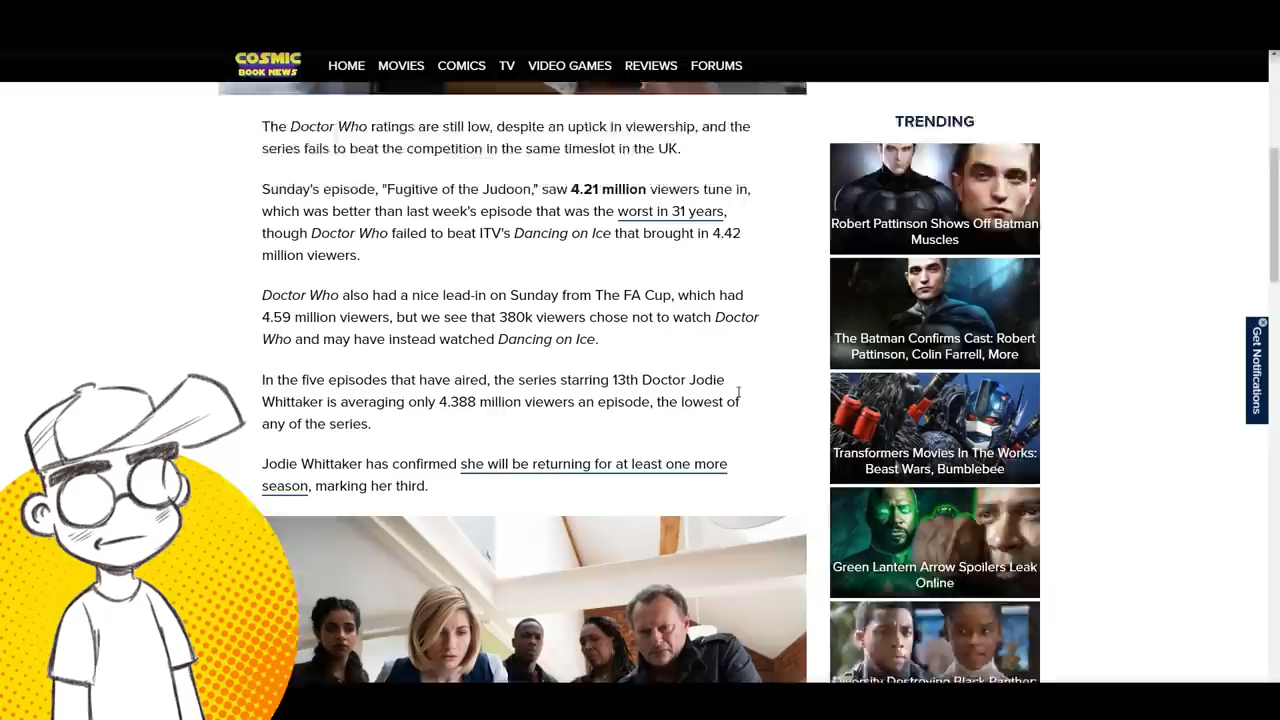 COSMIC
BOOK NEWS
HOME MOVIES COMICS TV VIDEO GAMES REVIEWS FORUMS
The Doctor Who ratings are still low, despite an uptick in viewership, and the
series fails to beat the competition in the same timeslot in the UK.
Sunday's episode, "Fugitive of the Judoon," saw 4.21 million viewers tune in,
which was better than last week's episode that was the worst in 31 years,
though Doctor Who failed to beat ITV's Dancing on Ice that brought in 4.42
million viewers.
Doctor Who also had a nice lead-in on Sunday from The FA Cup, which had
4.59 million viewers, but we see that 380k viewers chose not to watch Doctor
Who and may have instead watched Dancing on Ice.
In the five episodes that have aired, the series starring 13th Doctor Jodie
Whittaker is averaging only 4.388 million viewers an episode, the lowest of
any of the series.
Jodie Whittaker has confirmed she will be returning for at least one more
season, marking her third.
TRENDING
Robert Pattinson Shows Off Batman
Muscles
The Batman Confirms Cast: Robert
Pattinson, Colin Farrell, More
Transformers Movies In The Works:
Beast Wars, Bumblebee
Green Lantern Arrow Spoilers Leak
Online
Diversity Destroying Black Panther:
Get Notifications